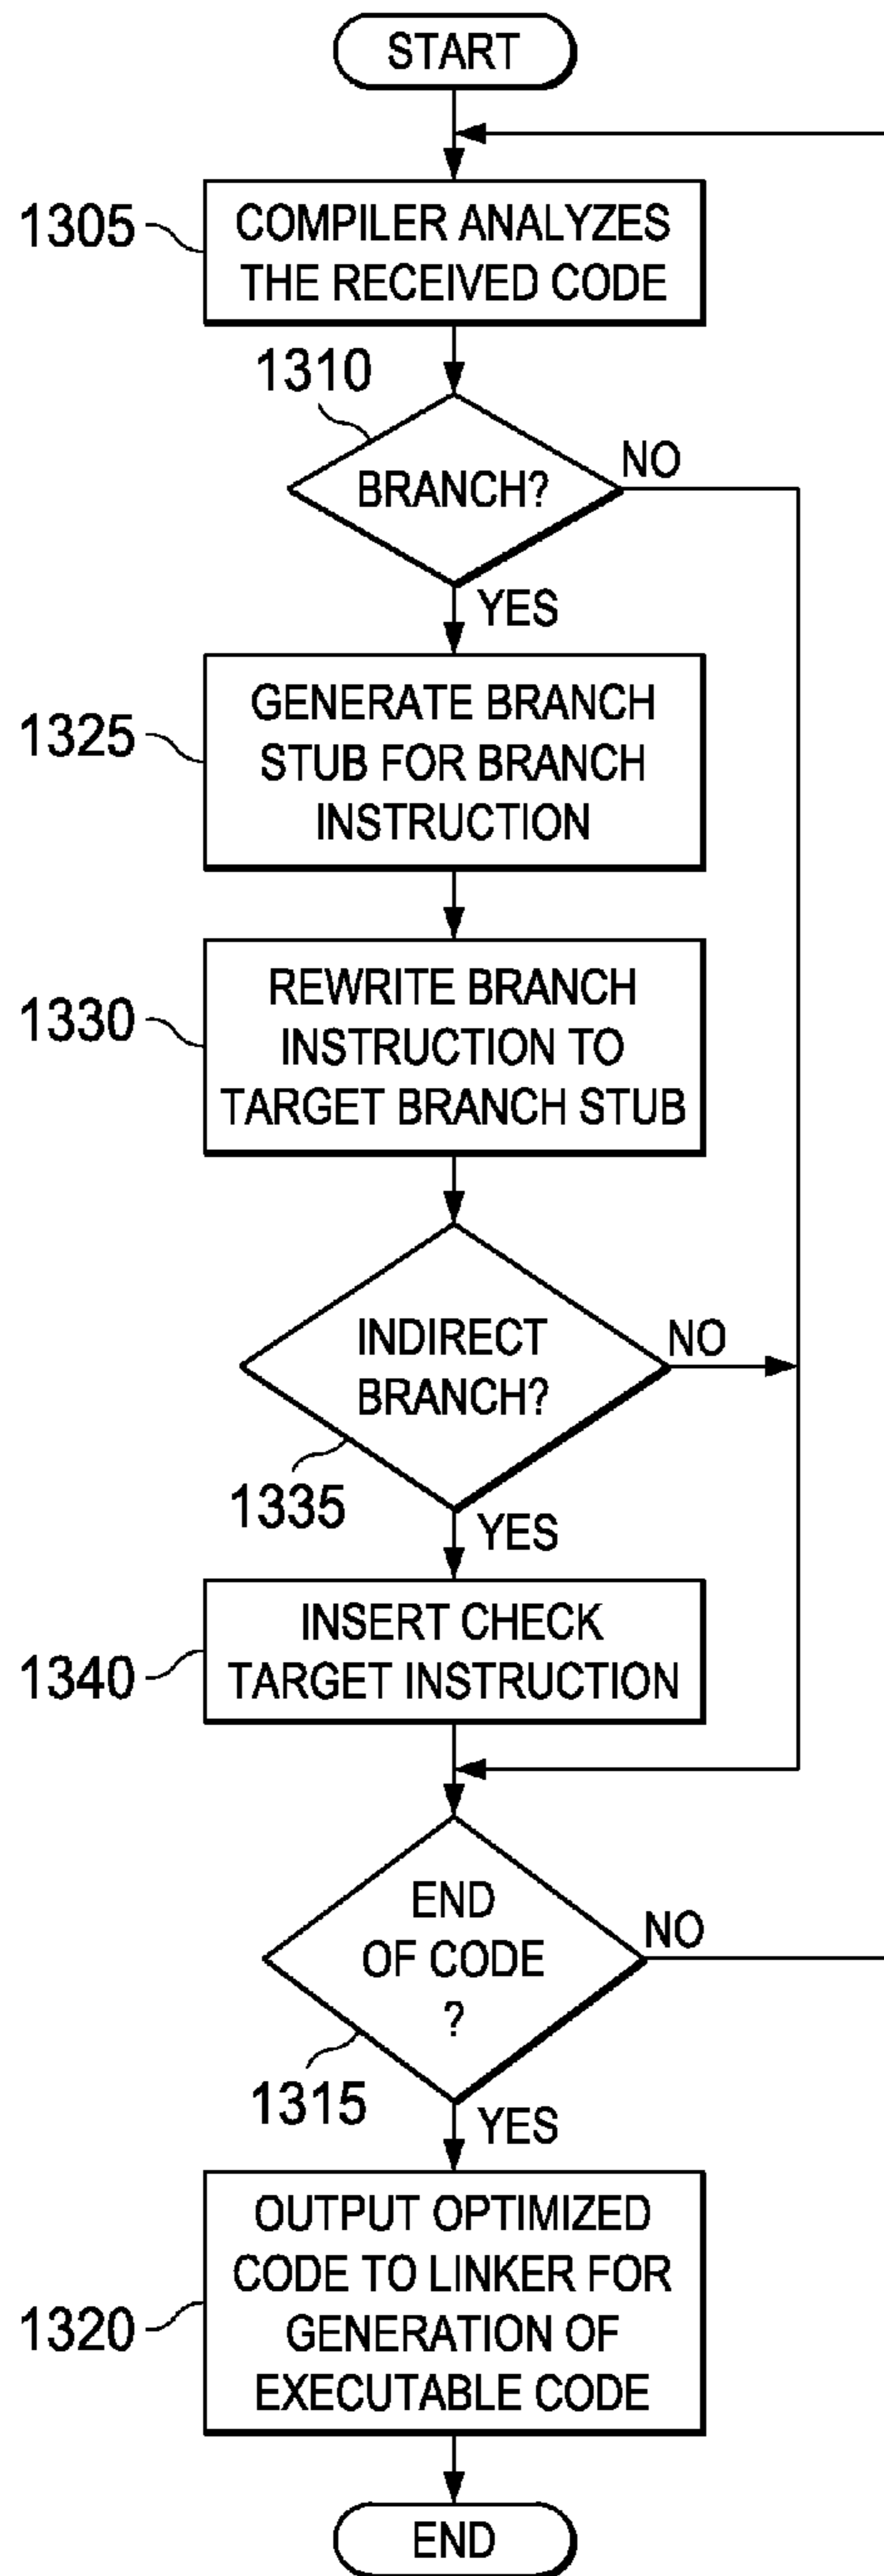 START
1305
COMPILER ANALYZES
THE RECEIVED CODE
1310
BRANCH?
NO
YES
1325
GENERATE BRANCH
STUB FOR BRANCH
INSTRUCTION
1330
REWRITE BRANCH
INSTRUCTION TO
TARGET BRANCH STUB
INDIRECT
BRANCH?
NO
1335
YES
1340
INSERT CHECK
TARGET INSTRUCTION
END
OF CODE
?
NO
1315
YES
1320
OUTPUT OPTIMIZED
CODE TO LINKER FOR
GENERATION OF
EXECUTABLE CODE
END